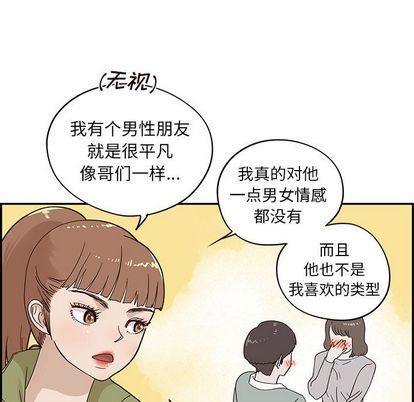 (无视)
我有个男性朋友
就是很平凡
像哥们一样...
我真的对他
一点男女情感
都没有
而且
他也不是
我喜欢的类型